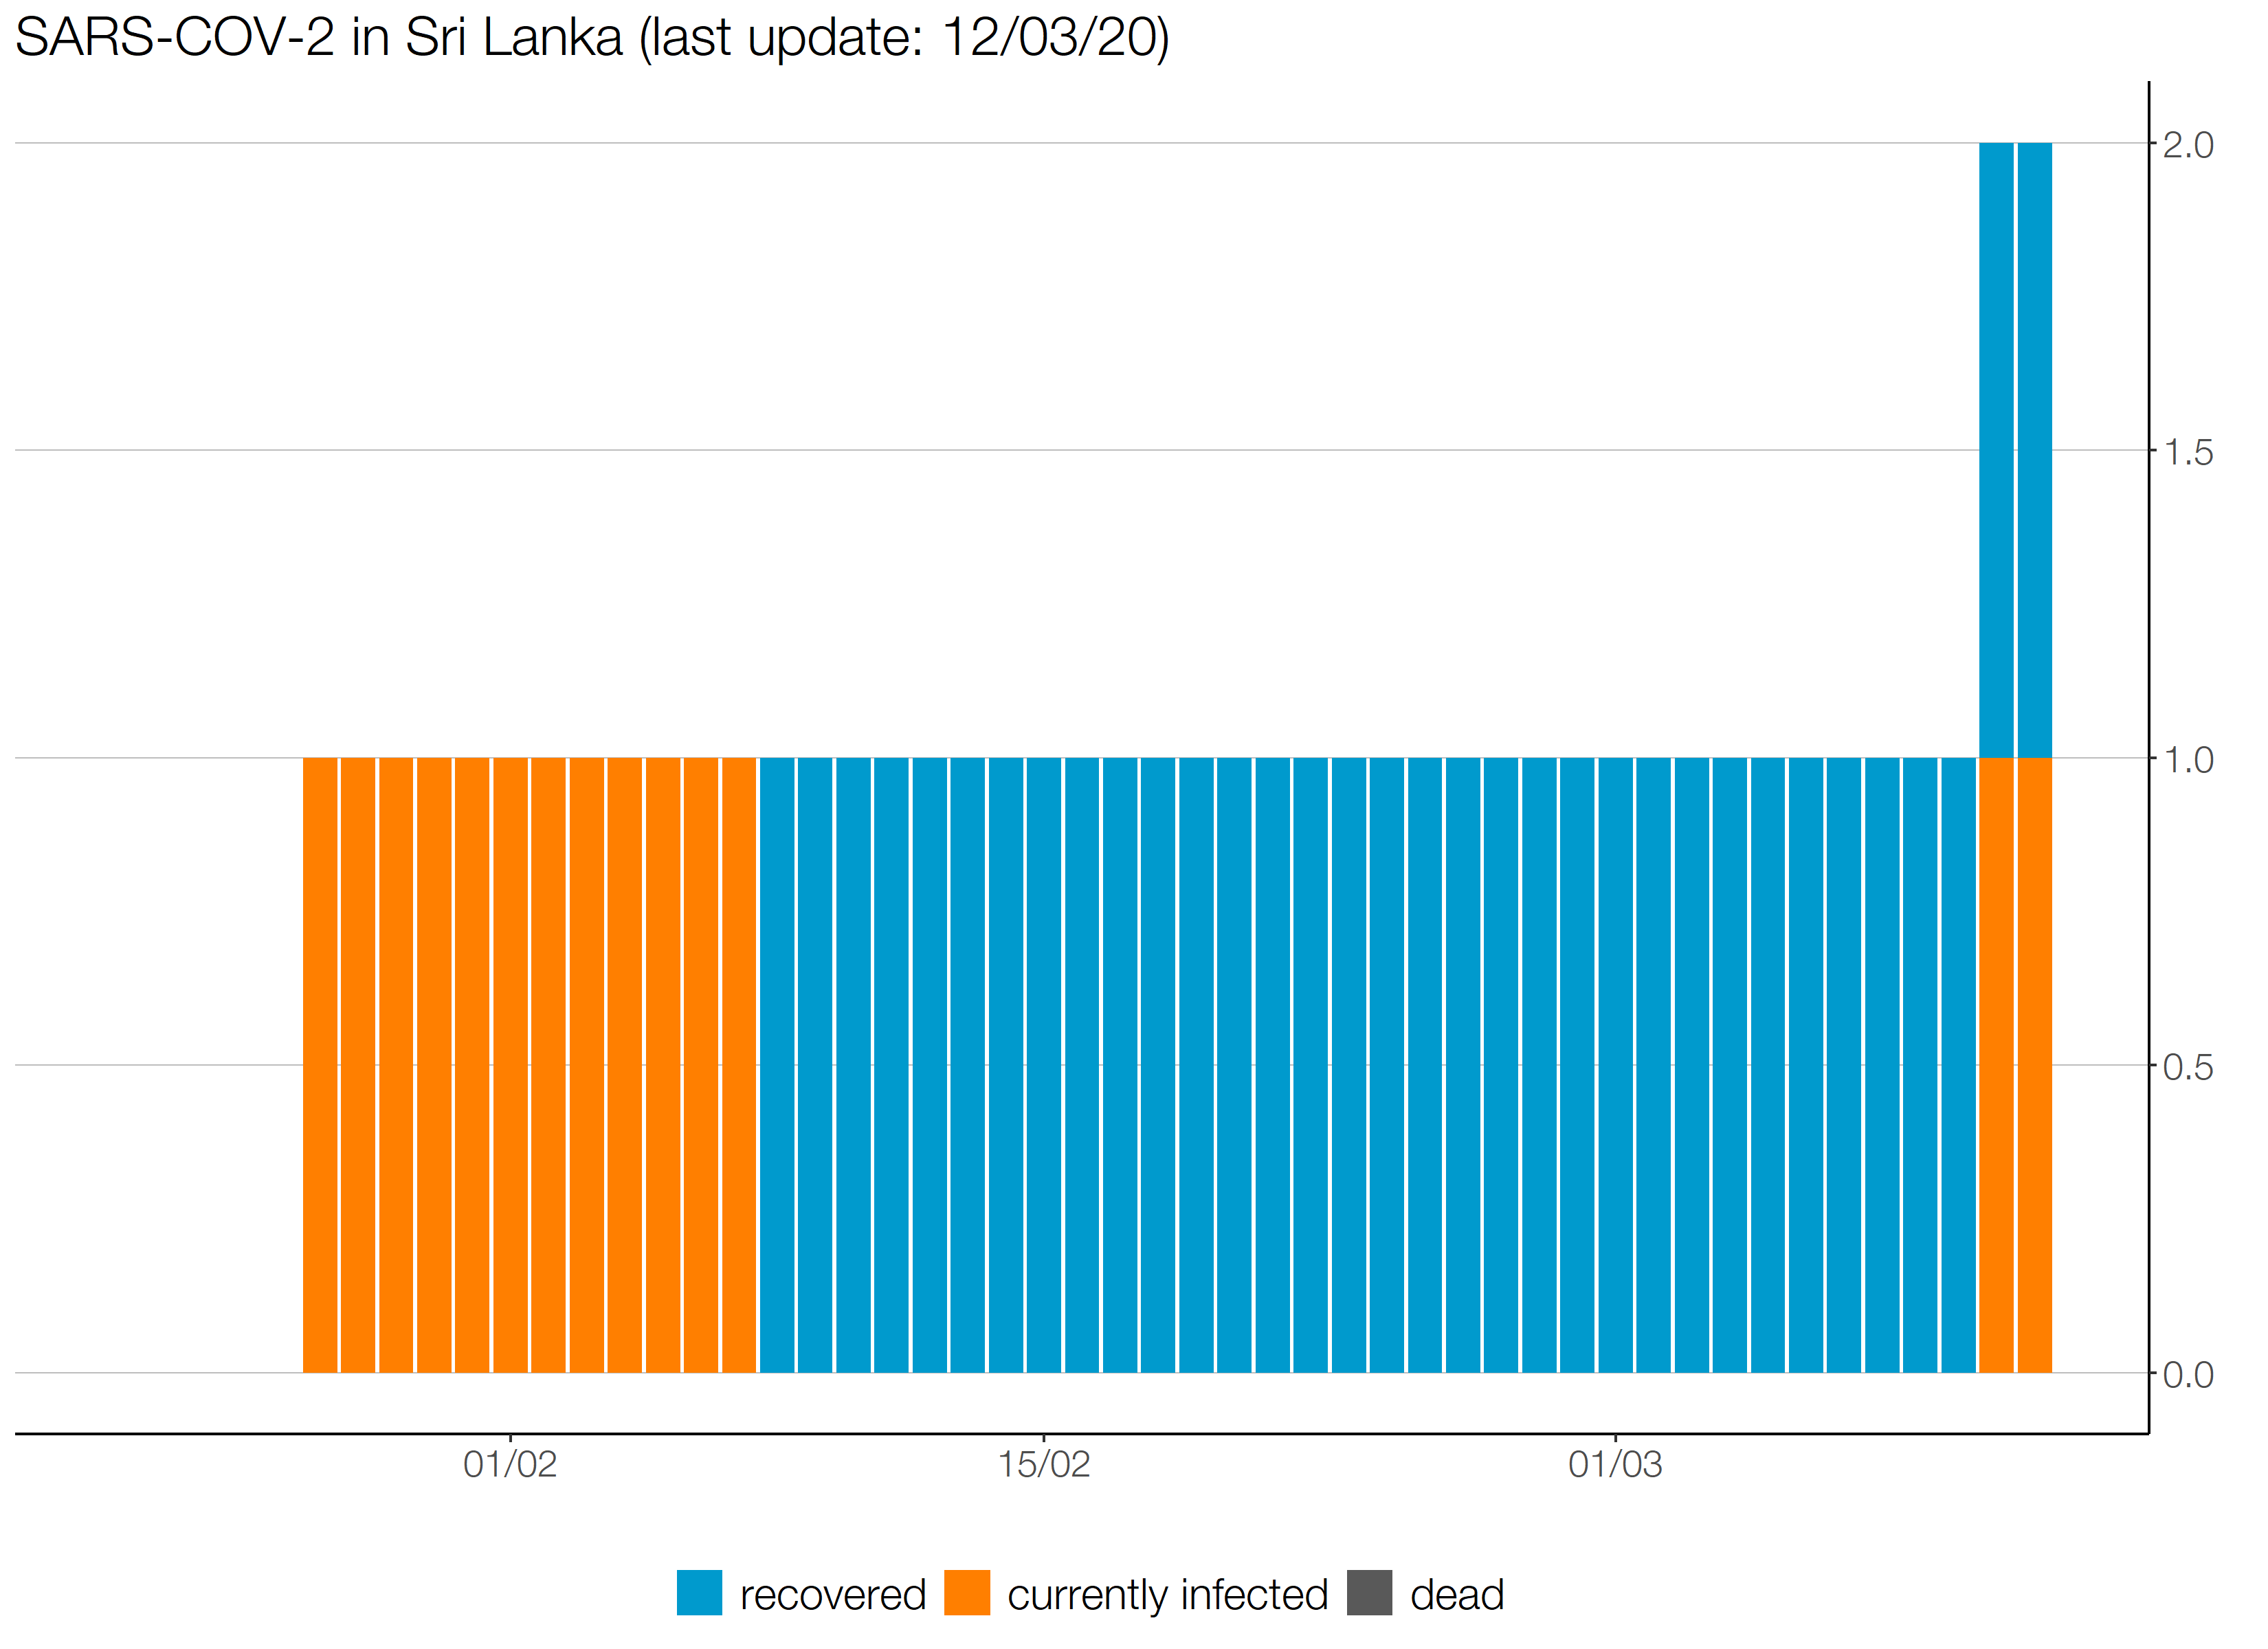 SARS-COV-2 in Sri Lanka (last update: 12/03/20)
2.0
1.5
1.0
0.5
0.0
01/02 15/02 01/03
recovered currently infected dead